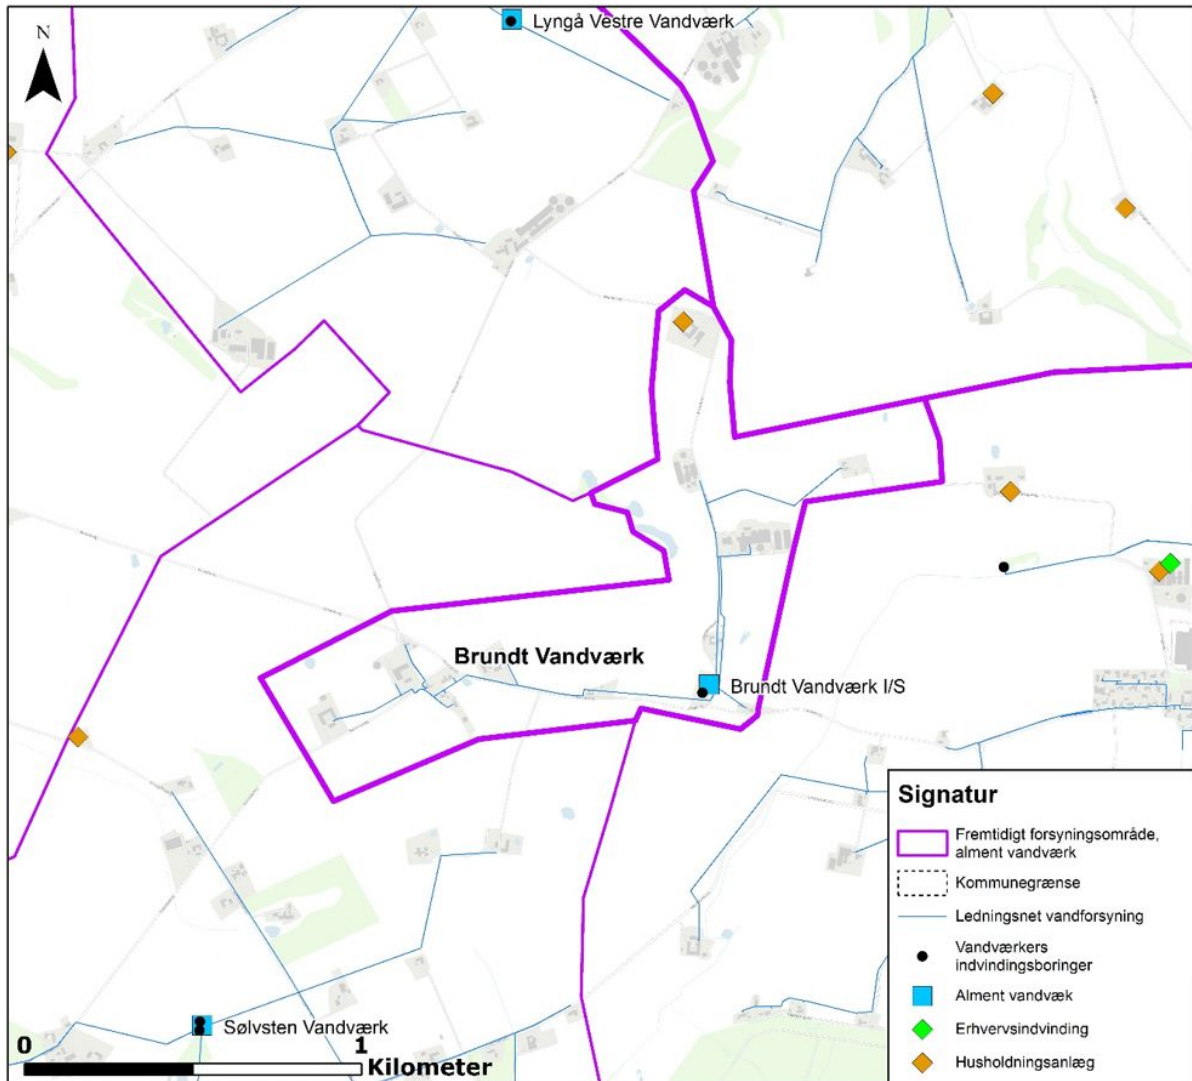 Lyngå Vestre Vandværk
N
Brundt Vandværk
Brundt Vandværk I/S
Signatur
Fremtidigt forsyningsområde,
alment vandværk
Kommunegrænse
Ledningsnet vandforsyning
Vandværkers
indvindingsboringer
Alment vandvæk
Erhvervsindvinding
Husholdningsanlæg
Sølvsten Vandværk
0
1
Kilometer